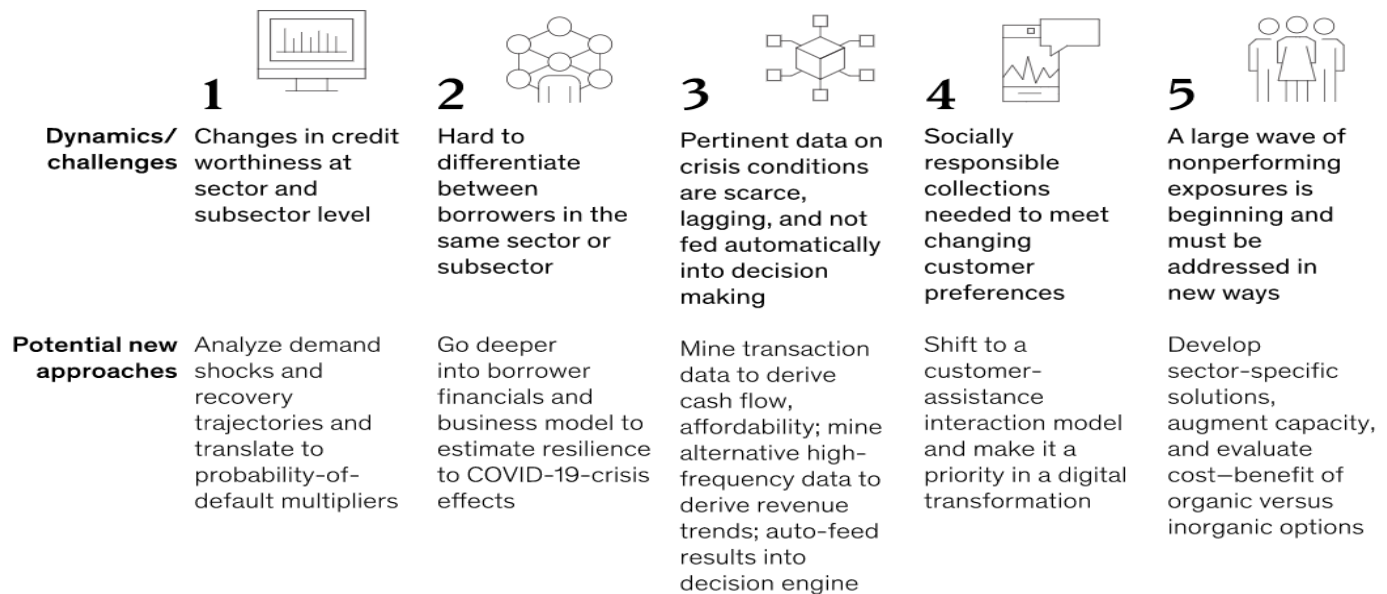 1
2
3
4
5
Dynamics/
challenges
Changes in credit
worthiness at
sector and
subsector level
Hard to
differentiate
between
borrowers in the
same sector or
subsector
Pertinent data on
crisis conditions
are scarce,
lagging, and not
fed automatically
into decision
making
Socially
responsible
collections
needed to meet
changing
customer
preferences
A large wave of
nonperforming
exposures is
beginning and
must be
addressed in
new ways
Potential new
approaches
Analyze demand
shocks and
recovery
trajectories and
translate to
probability-of-
default multipliers
Go deeper
into borrower
financials and
business model to
estimate resilience
to COVID-19-crisis
effects
Mine transaction
data to derive
cash flow,
affordability; mine
alternative high-
frequency data to
derive revenue
trends; auto-feed
results into
decision engine
Shift to a
customer-
assistance
interaction model
and make it a
priority in a digital
transformation
Develop
sector-specific
solutions,
augment capacity,
and evaluate
cost–benefit of
organic versus
inorganic options